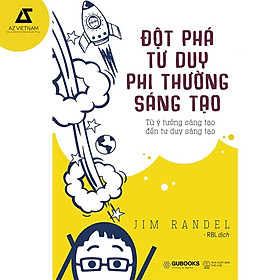 AZ VIETNAM
ĐỘT PHÁ
TƯ DUY
PHI THƯỜNG
SÁNG TẠO
Từ ý tưởng sáng tạo
đến tư duy sáng tạo
JIM RANDEL
- RBL dịch
GUBOOKS